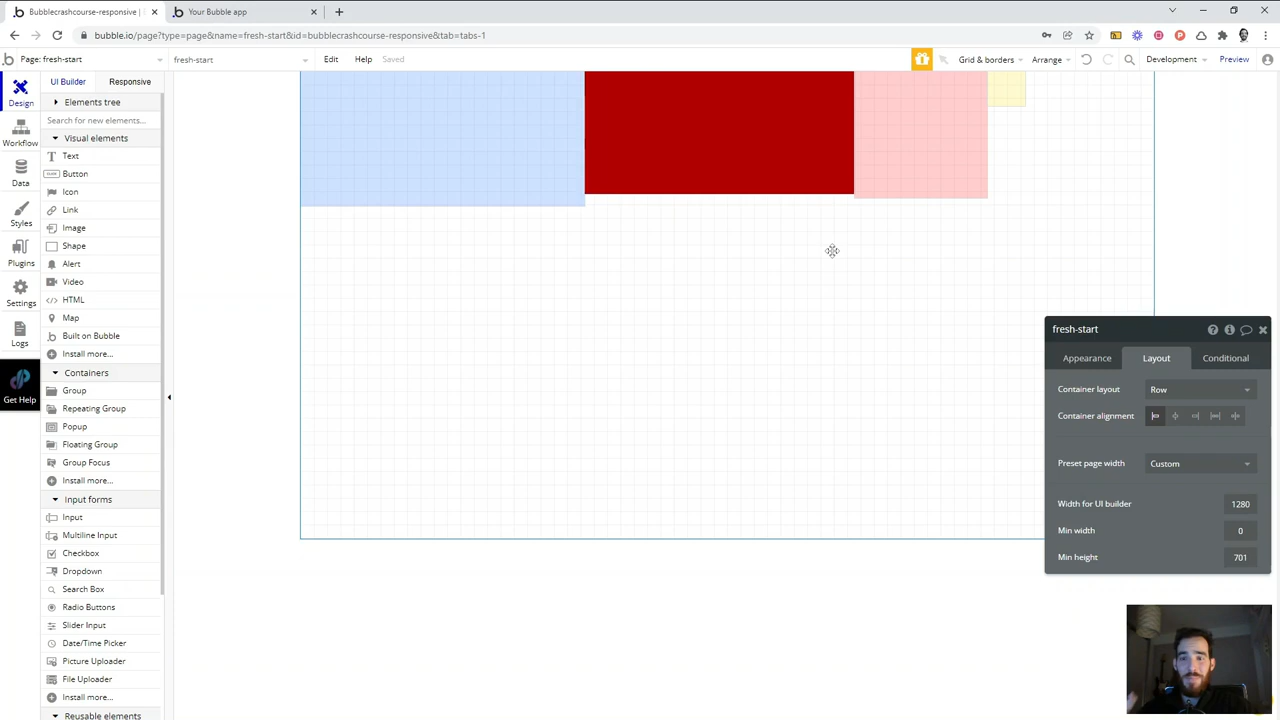 Bubblecrashcourse-responsive |
Your Bubble app
bubble.io/page?type=page&name=fresh-start&id=bubblecrashcourse-responsive&tab=tabs-1
Page: fresh-start
fresh-start
Edit
Help
Saved
Grid & borders
Arrange
Development
Preview
Design
Workflow
Data
Styles
Plugins
Settings
Logs
Get Help
UI Builder
Responsive
Elements tree
Search for new elements...
Visual elements
Text
Button
Icon
Link
Image
Shape
Alert
Video
HTML
Map
Built on Bubble
Install more...
Containers
Group
Repeating Group
Popup
Floating Group
Group Focus
Install more...
Input forms
Input
Multiline Input
Checkbox
Dropdown
Search Box
Radio Buttons
Slider Input
Date/Time Picker
Picture Uploader
File Uploader
Install more...
Reusable elements
fresh-start
Appearance
Layout
Conditional
Container layout
Row
Container alignment
Preset page width
Custom
Width for UI builder
1280
Min width
0
Min height
701